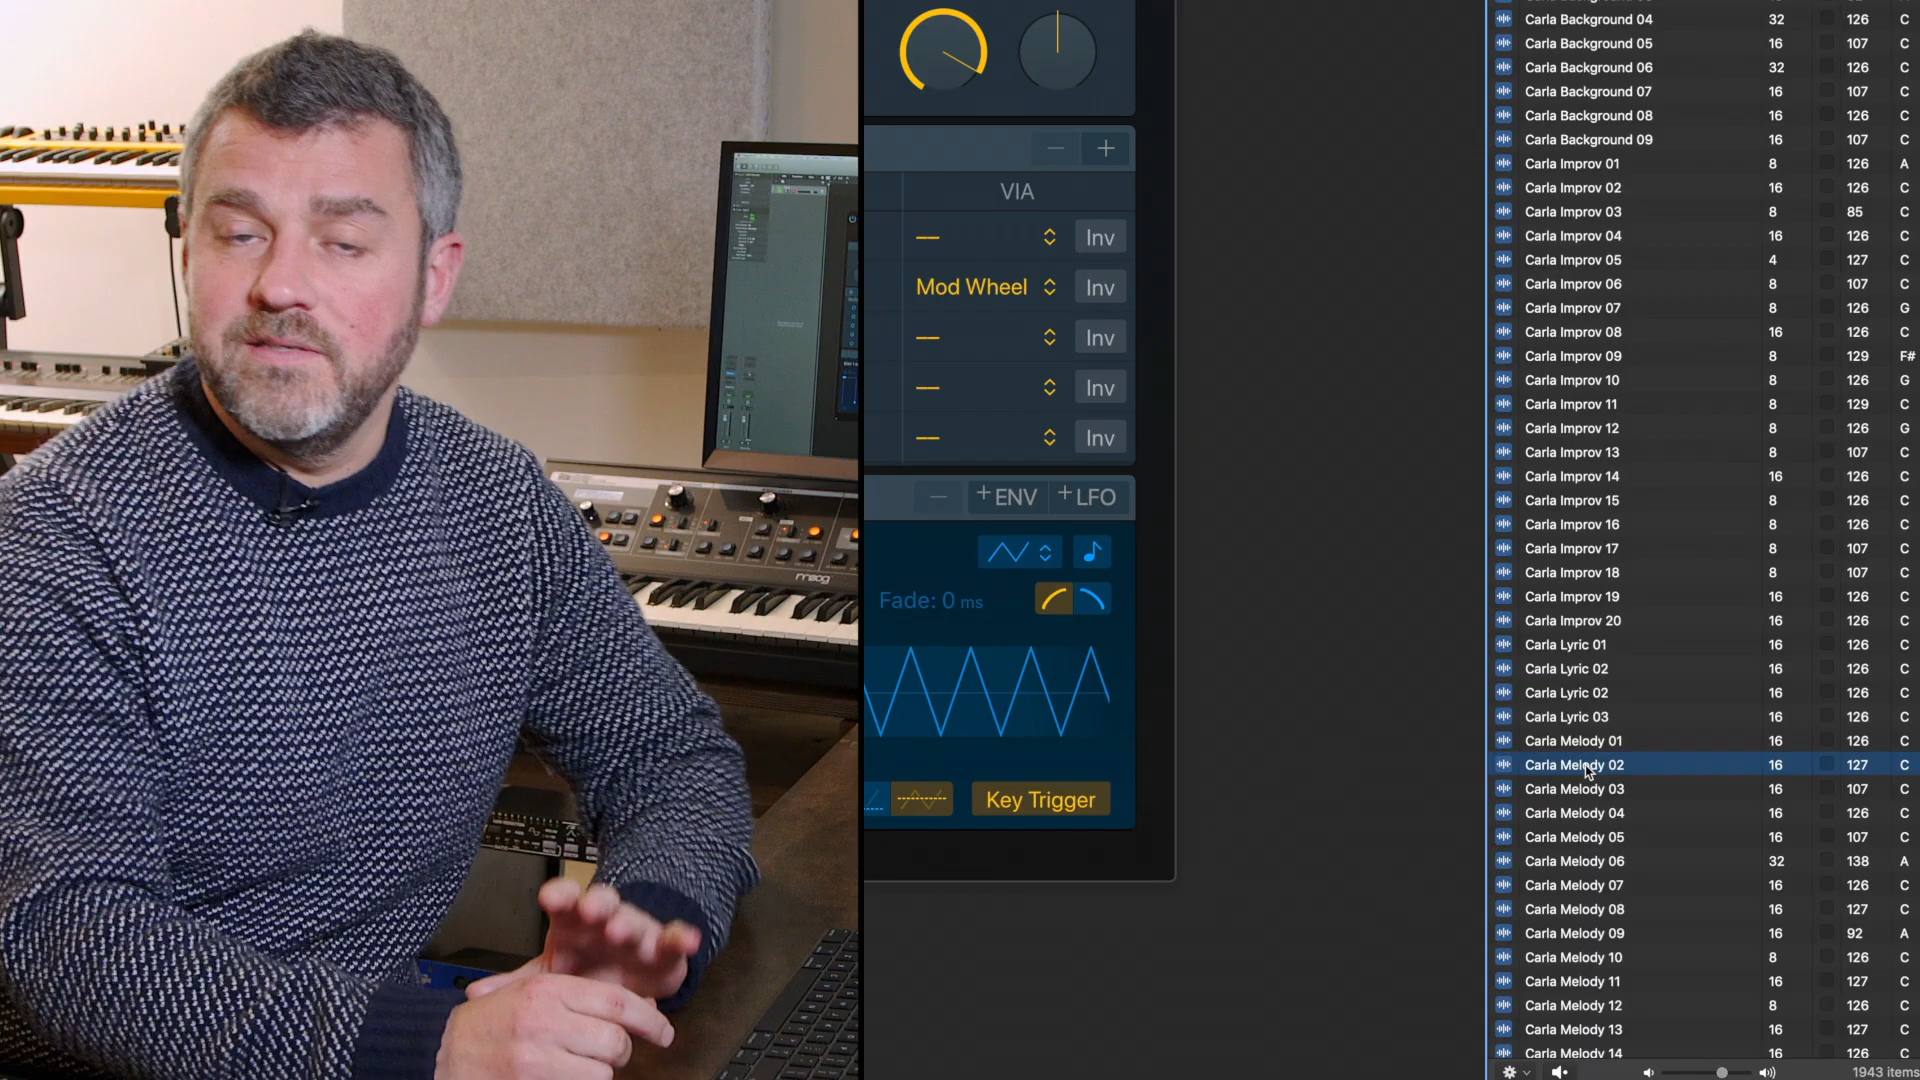 moog
VIA
— Inv
Mod Wheel Inv
— Inv
— Inv
— Inv
+ENV +LFO
Fade: 0 ms
Key Trigger
Carla Background 04 32 126 C
Carla Background 05 16 107 C
Carla Background 06 32 126 C
Carla Background 07 16 107 C
Carla Background 08 16 126 C
Carla Background 09 16 107 C
Carla Improv 01 8 126 A
Carla Improv 02 16 126 C
Carla Improv 03 8 85 C
Carla Improv 04 16 126 C
Carla Improv 05 4 127 C
Carla Improv 06 8 107 C
Carla Improv 07 8 126 G
Carla Improv 08 16 126 C
Carla Improv 09 8 129 F#
Carla Improv 10 8 126 G
Carla Improv 11 8 129 C
Carla Improv 12 8 126 G
Carla Improv 13 8 107 C
Carla Improv 14 16 126 C
Carla Improv 15 8 126 C
Carla Improv 16 8 126 C
Carla Improv 17 8 107 C
Carla Improv 18 8 107 C
Carla Improv 19 16 126 C
Carla Improv 20 16 126 C
Carla Lyric 01 16 126 C
Carla Lyric 02 16 126 C
Carla Lyric 02 16 126 C
Carla Lyric 03 16 126 C
Carla Melody 01 16 126 C
Carla Melody 02 16 127 C
Carla Melody 03 16 107 C
Carla Melody 04 16 126 C
Carla Melody 05 16 107 C
Carla Melody 06 32 138 A
Carla Melody 07 16 126 C
Carla Melody 08 16 127 C
Carla Melody 09 16 92 A
Carla Melody 10 8 126 C
Carla Melody 11 16 127 C
Carla Melody 12 8 126 C
Carla Melody 13 16 127 C
Carla Melody 14 16 126 C
1943 items